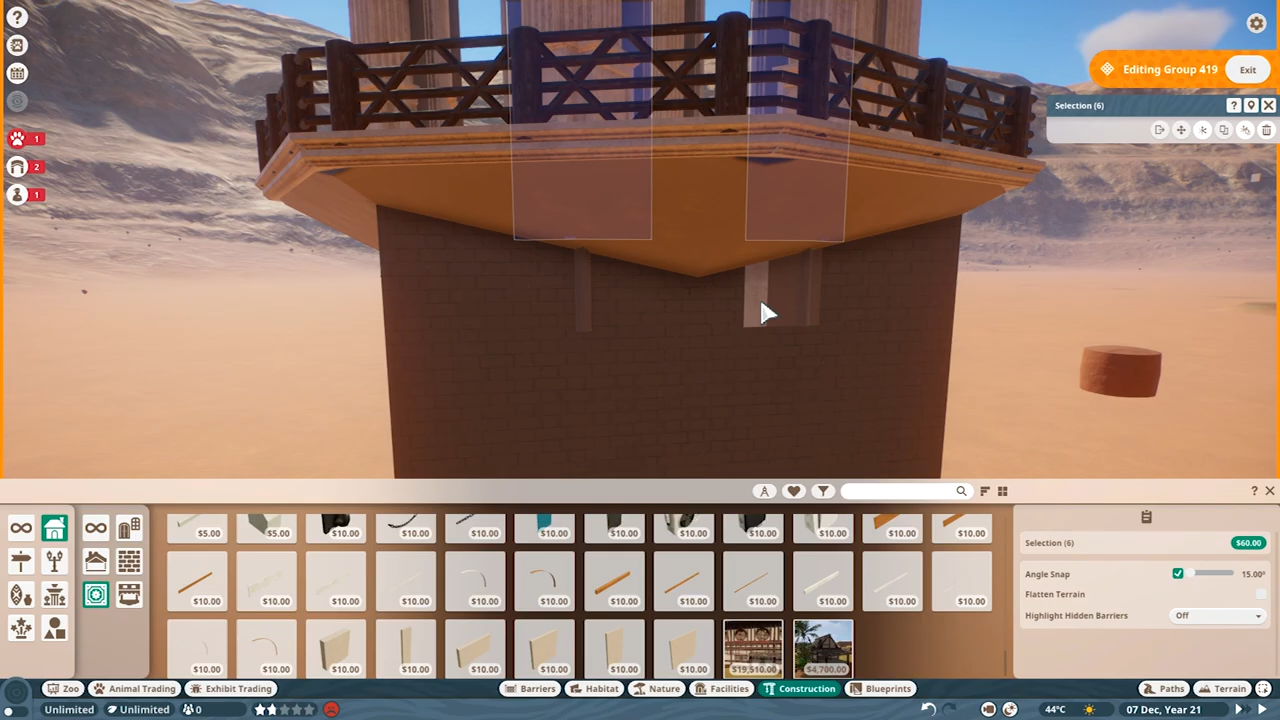 ?
Editing Group 419 Exit
Selection (6) ?
1
2
1
?
$5.00 $5.00 $10.00 $10.00 $10.00 $10.00 $10.00 $10.00 $10.00 $10.00 $10.00 $10.00
$10.00 $10.00 $10.00 $10.00 $10.00 $10.00 $10.00 $10.00 $10.00 $10.00 $10.00 $10.00
$10.00 $10.00 $10.00 $10.00 $10.00 $10.00 $10.00 $10.00 $19,510.00 $4,700.00
Selection (6) $60.00
Angle Snap 15.00°
Flatten Terrain
Highlight Hidden Barriers Off
Zoo Animal Trading Exhibit Trading Barriers Habitat Nature Facilities Construction Blueprints Paths Terrain
Unlimited Unlimited 0 44°C 07 Dec, Year 21